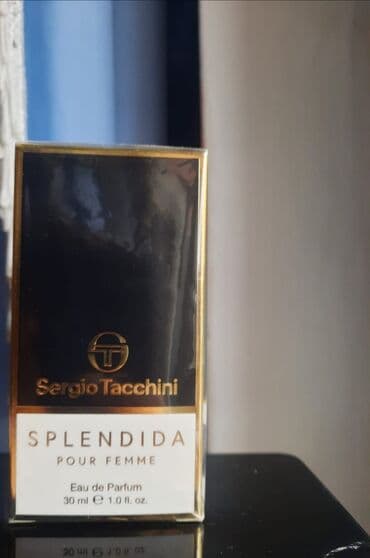 Sergio Tacchini
SPLENDIDA
POUR FEMME
Eau de Parfum
30 ml ℮ 1.0 fl. oz.